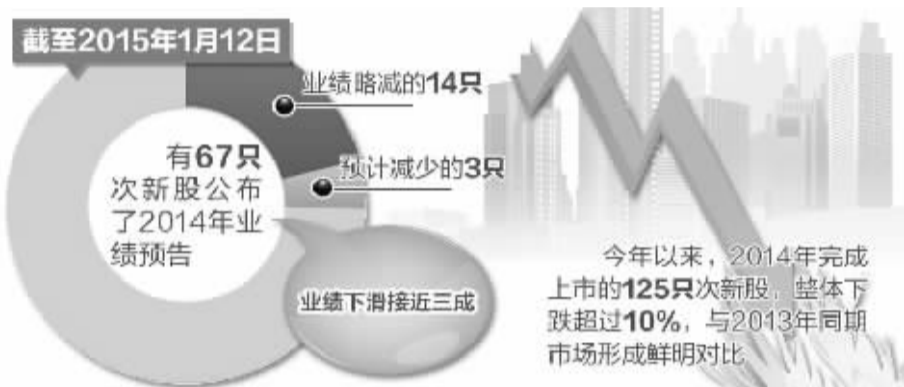 截至2015年1月12日
业绩略减的14只
预计减少的3只
有67只
次新股公布
了2014年业
绩预告
业绩下滑接近三成
今年以来，2014年完成
上市的125只次新股，整体下
跌超过10%，与2013年同期
市场形成鲜明对比